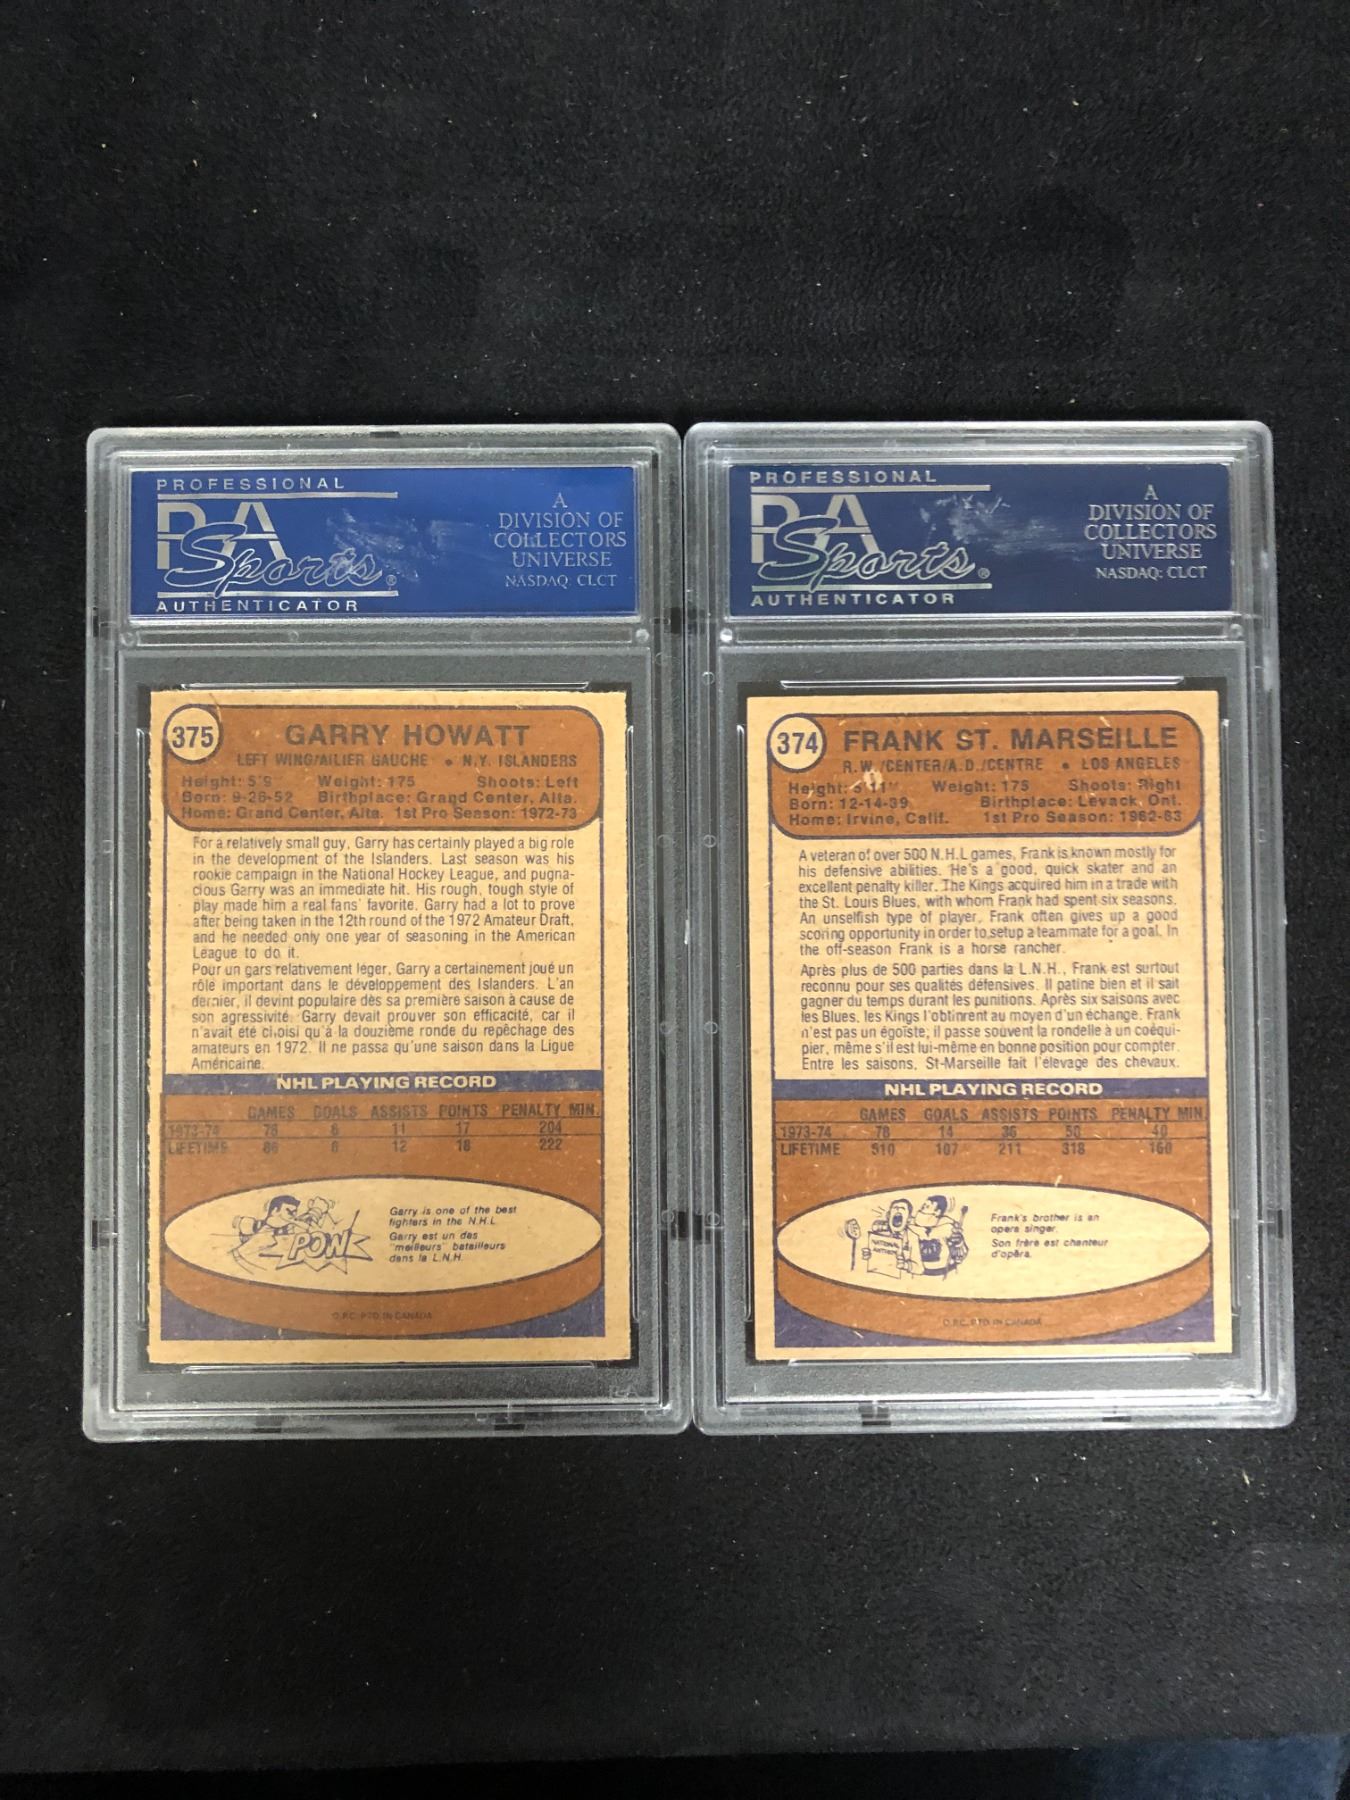 PROFESSIONAL
PSA
Sports®
AUTHENTICATOR
A
DIVISION OF
COLLECTORS
UNIVERSE
NASDAQ: CLCT
375
GARRY HOWATT
LEFT WING/AILIER GAUCHE • N.Y. ISLANDERS
Height: 5'9" Weight: 175 Shoots: Left
Born: 9-26-52 Birthplace: Grand Center, Alta.
Home: Grand Center, Alta. 1st Pro Season: 1972-73
For a relatively small guy, Garry has certainly played a big role
in the development of the Islanders. Last season was his
rookie campaign in the National Hockey League, and pugna-
cious Garry was an immediate hit. His rough, tough style of
play made him a real fans' favorite. Garry had a lot to prove
after being taken in the 12th round of the 1972 Amateur Draft,
and he needed only one year of seasoning in the American
League to do it.
Pour un gars relativement léger, Garry a certainement joué un
rôle important dans le développement des Islanders. L'an
dernier, il devint populaire dès sa première saison à cause de
son agressivité. Garry devait prouver son efficacité, car il
n'avait été choisi qu'à la douzième ronde du repêchage des
amateurs en 1972. Il ne passa qu'une saison dans la Ligue
Américaine.
NHL PLAYING RECORD
GAMES GOALS ASSISTS POINTS PENALTY MIN.
1973-74 78 6 11 17 204
LIFETIME 86 6 12 18 222
POW
Garry is one of the best
fighters in the N.H.L.
Garry est un des
"meilleurs" batailleurs
dans la L.N.H.
O.P.C. PTD. IN CANADA
PSA
PROFESSIONAL
PSA
Sports®
AUTHENTICATOR
A
DIVISION OF
COLLECTORS
UNIVERSE
NASDAQ: CLCT
374
FRANK ST. MARSEILLE
R.W./CENTER/A.D./CENTRE • LOS ANGELES
Height: 5'11" Weight: 175 Shoots: Right
Born: 12-14-39 Birthplace: Levack, Ont.
Home: Irvine, Calif. 1st Pro Season: 1962-63
A veteran of over 500 N.H.L games, Frank is known mostly for
his defensive abilities. He's a good, quick skater and an
excellent penalty killer. The Kings acquired him in a trade with
the St. Louis Blues, with whom Frank had spent six seasons.
An unselfish type of player, Frank often gives up a good
scoring opportunity in order to setup a teammate for a goal. In
the off-season Frank is a horse rancher.
Après plus de 500 parties dans la L.N.H., Frank est surtout
reconnu pour ses qualités défensives. Il patine bien et il sait
gagner du temps durant les punitions. Après six saisons avec
les Blues, les Kings l'obtinrent au moyen d'un échange. Frank
n'est pas un égoïste; il passe souvent la rondelle à un coéqui-
pier, même s'il est lui-même en bonne position pour compter.
Entre les saisons, St-Marseille fait l'élevage des chevaux.
NHL PLAYING RECORD
GAMES GOALS ASSISTS POINTS PENALTY MIN
1973-74 78 14 36 50 40
LIFETIME 510 107 211 318 160
NATIONAL
ANTHEM
Frank's brother is an
opera singer.
Son frère est chanteur
d'opéra.
O.P.C. PTD. IN CANADA